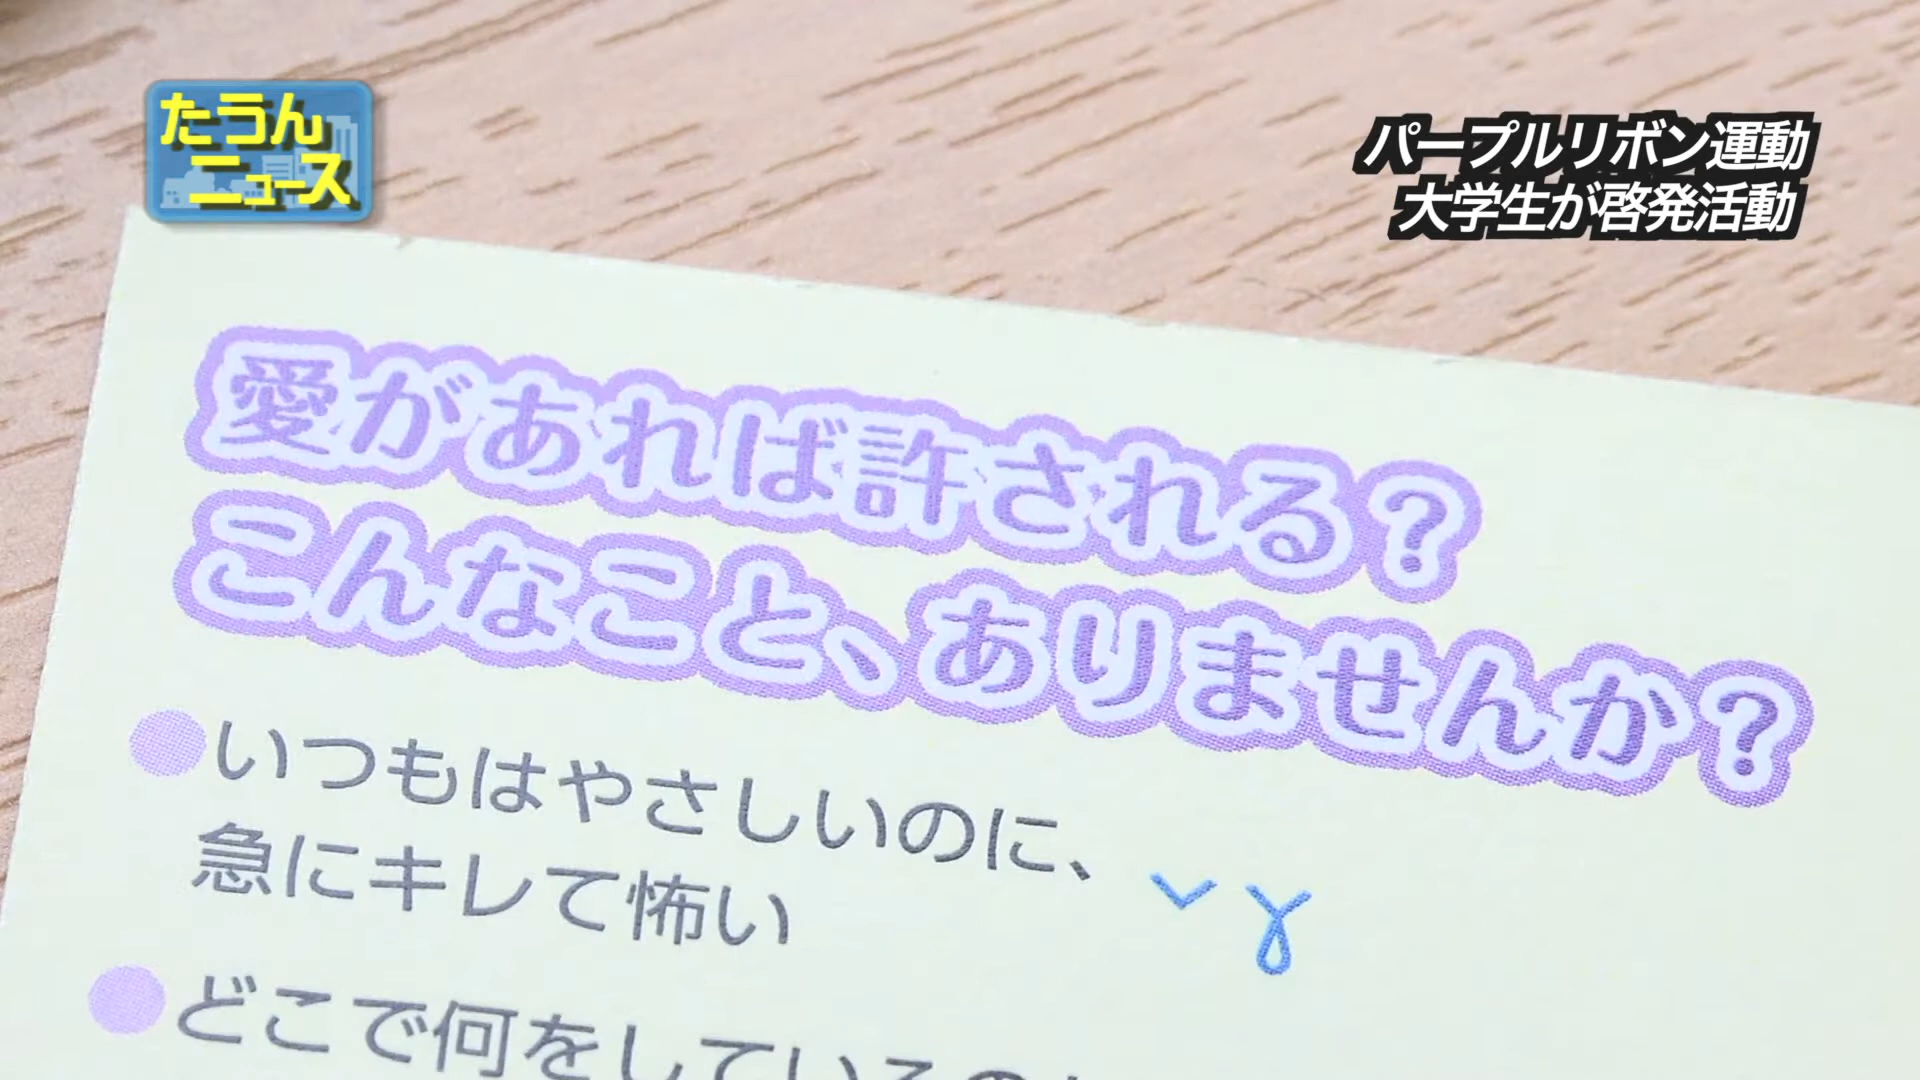 たうん
ニュース
パープルリボン運動
大学生が啓発活動
愛があれば許される?
こんなこと、ありませんか?
いつもはやさしいのに、
急にキレて怖い
どこで何をしている